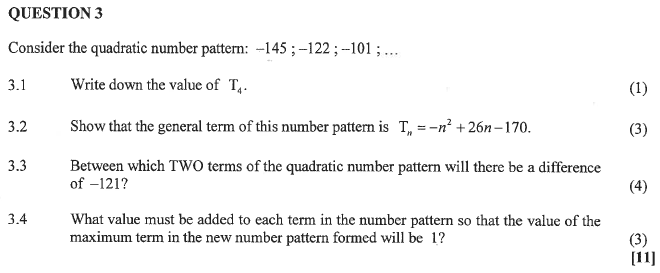 QUESTION 3
Consider the quadratic number pattern: –145 ; –122 ; –101 ; ...
3.1 Write down the value of T₄. (1)
3.2 Show that the general term of this number pattern is Tₙ = –n² + 26n – 170. (3)
3.3 Between which TWO terms of the quadratic number pattern will there be a difference
of –121? (4)
3.4 What value must be added to each term in the number pattern so that the value of the
maximum term in the new number pattern formed will be 1? (3)
[11]